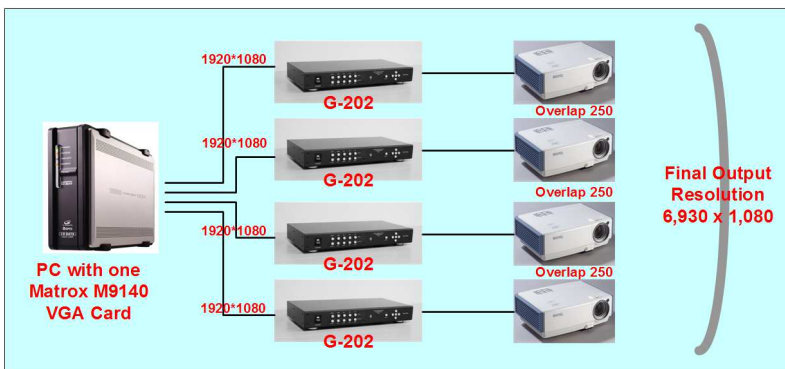 1920*1080
G-202
Overlap 250
1920*1080
G-202
Overlap 250
1920*1080
G-202
Overlap 250
1920*1080
G-202
PC with one
Matrox M9140
VGA Card
Final Output
Resolution
6,930 x 1,080